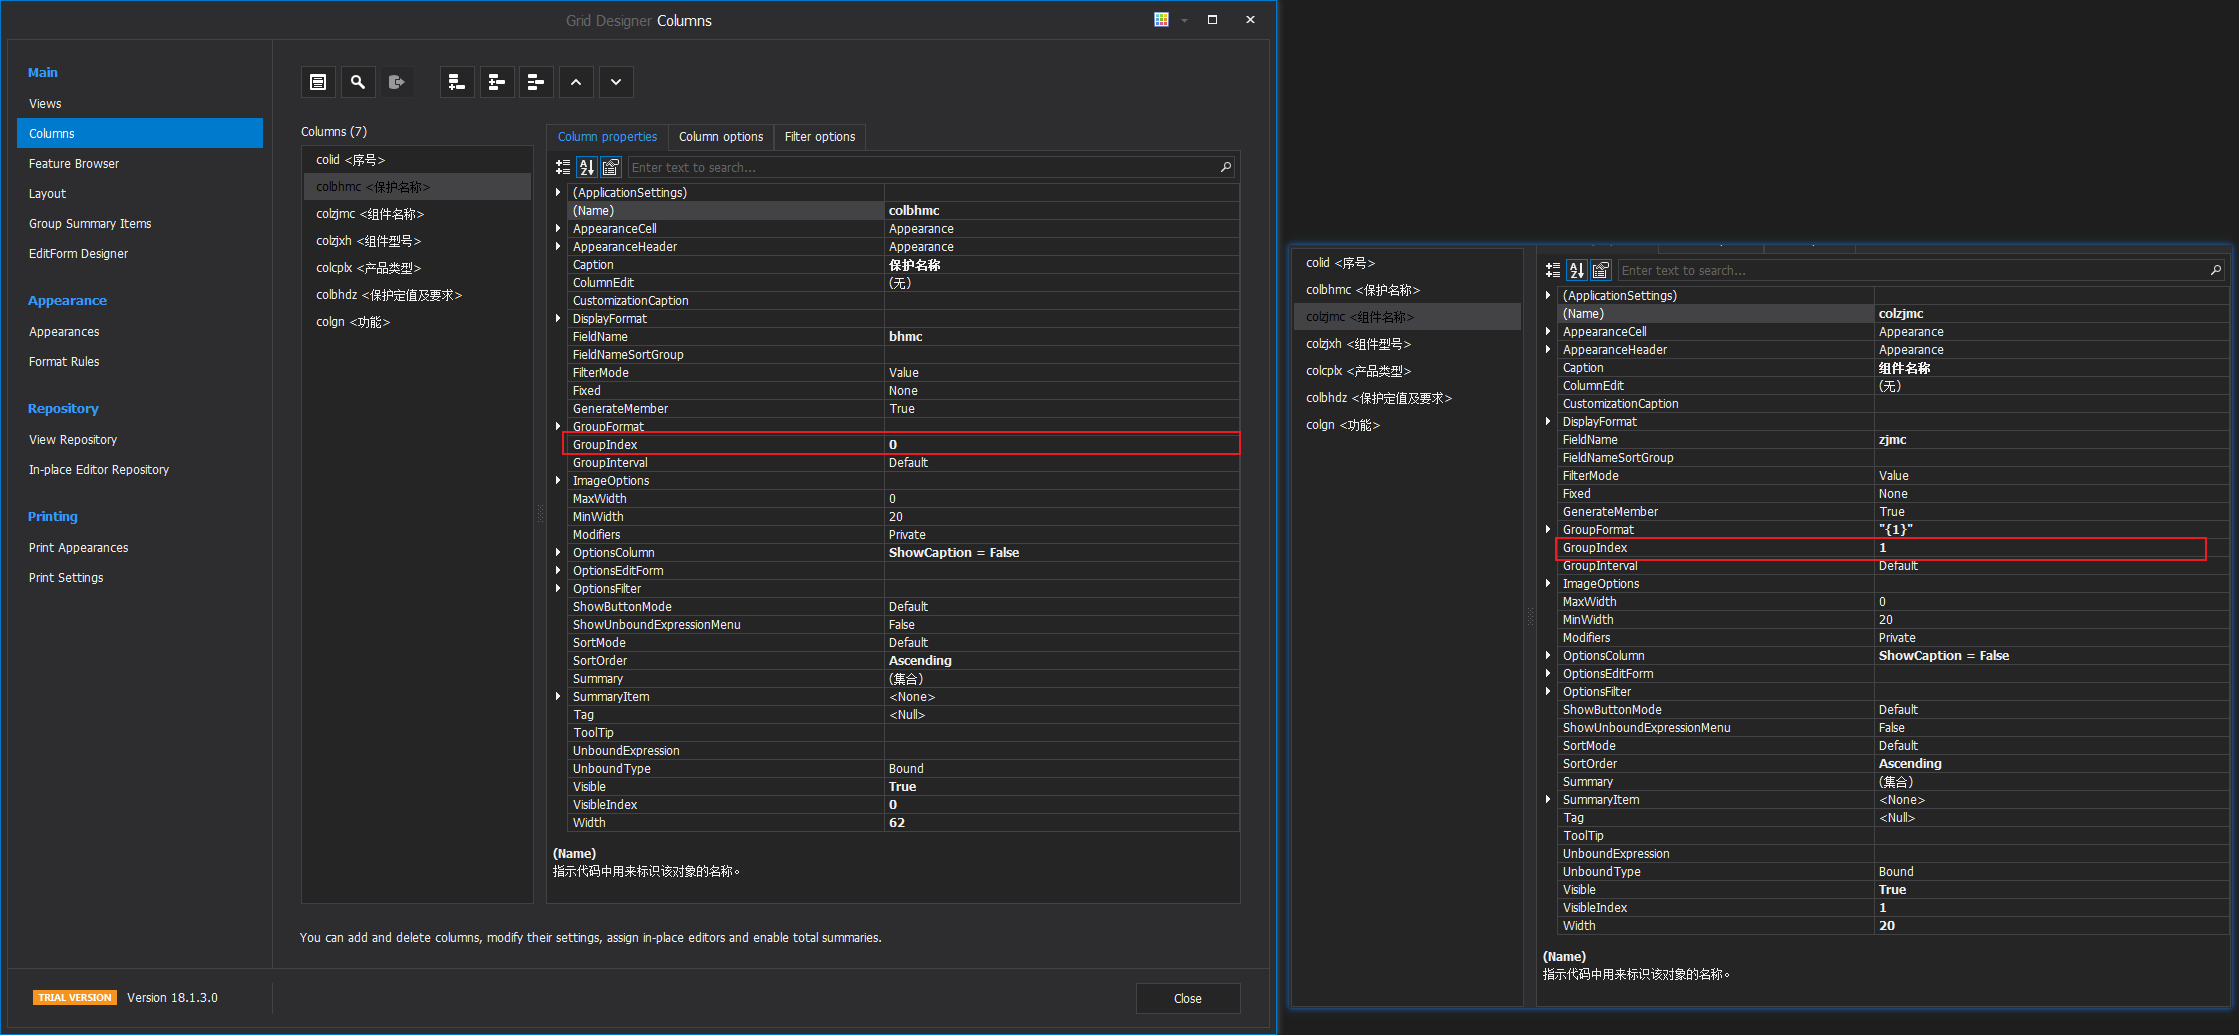 Grid Designer Columns
Main
Views
Columns
Feature Browser
Layout
Group Summary Items
EditForm Designer
Appearance
Appearances
Format Rules
Repository
View Repository
In-place Editor Repository
Printing
Print Appearances
Print Settings
Columns (7)
colid <序号>
colbhmc <保护名称>
colzjmc <组件名称>
colzjxh <组件型号>
colcplx <产品类型>
colbhdz <保护定值及要求>
colgn <功能>
Column properties
Column options
Filter options
Enter text to search...
(ApplicationSettings)
(Name) colbhmc
AppearanceCell Appearance
AppearanceHeader Appearance
Caption 保护名称
ColumnEdit (无)
CustomizationCaption
DisplayFormat
FieldName bhmc
FieldNameSortGroup
FilterMode Value
Fixed None
GenerateMember True
GroupFormat
GroupIndex 0
GroupInterval Default
ImageOptions
MaxWidth 0
MinWidth 20
Modifiers Private
OptionsColumn ShowCaption = False
OptionsEditForm
OptionsFilter
ShowButtonMode Default
ShowUnboundExpressionMenu False
SortMode Default
SortOrder Ascending
Summary (集合)
SummaryItem <None>
Tag <Null>
ToolTip
UnboundExpression
UnboundType Bound
Visible True
VisibleIndex 0
Width 62
(Name)
指示代码中用来标识该对象的名称。
You can add and delete columns, modify their settings, assign in-place editors and enable total summaries.
TRIAL VERSION Version 18.1.3.0
Close
colid <序号>
colbhmc <保护名称>
colzjmc <组件名称>
colzjxh <组件型号>
colcplx <产品类型>
colbhdz <保护定值及要求>
colgn <功能>
Enter text to search...
(ApplicationSettings)
(Name) colzjmc
AppearanceCell Appearance
AppearanceHeader Appearance
Caption 组件名称
ColumnEdit (无)
CustomizationCaption
DisplayFormat
FieldName zjmc
FieldNameSortGroup
FilterMode Value
Fixed None
GenerateMember True
GroupFormat "{1}"
GroupIndex 1
GroupInterval Default
ImageOptions
MaxWidth 0
MinWidth 20
Modifiers Private
OptionsColumn ShowCaption = False
OptionsEditForm
OptionsFilter
ShowButtonMode Default
ShowUnboundExpressionMenu False
SortMode Default
SortOrder Ascending
Summary (集合)
SummaryItem <None>
Tag <Null>
ToolTip
UnboundExpression
UnboundType Bound
Visible True
VisibleIndex 1
Width 20
(Name)
指示代码中用来标识该对象的名称。